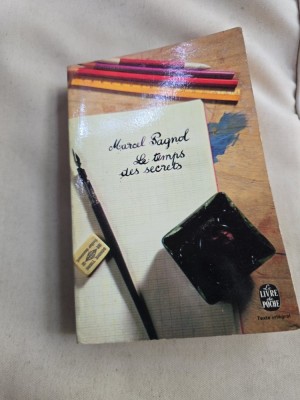 Marcel Pagnol
Le temps
des secrets
LE
LIVRE
DE
POCHE
Texte intégral